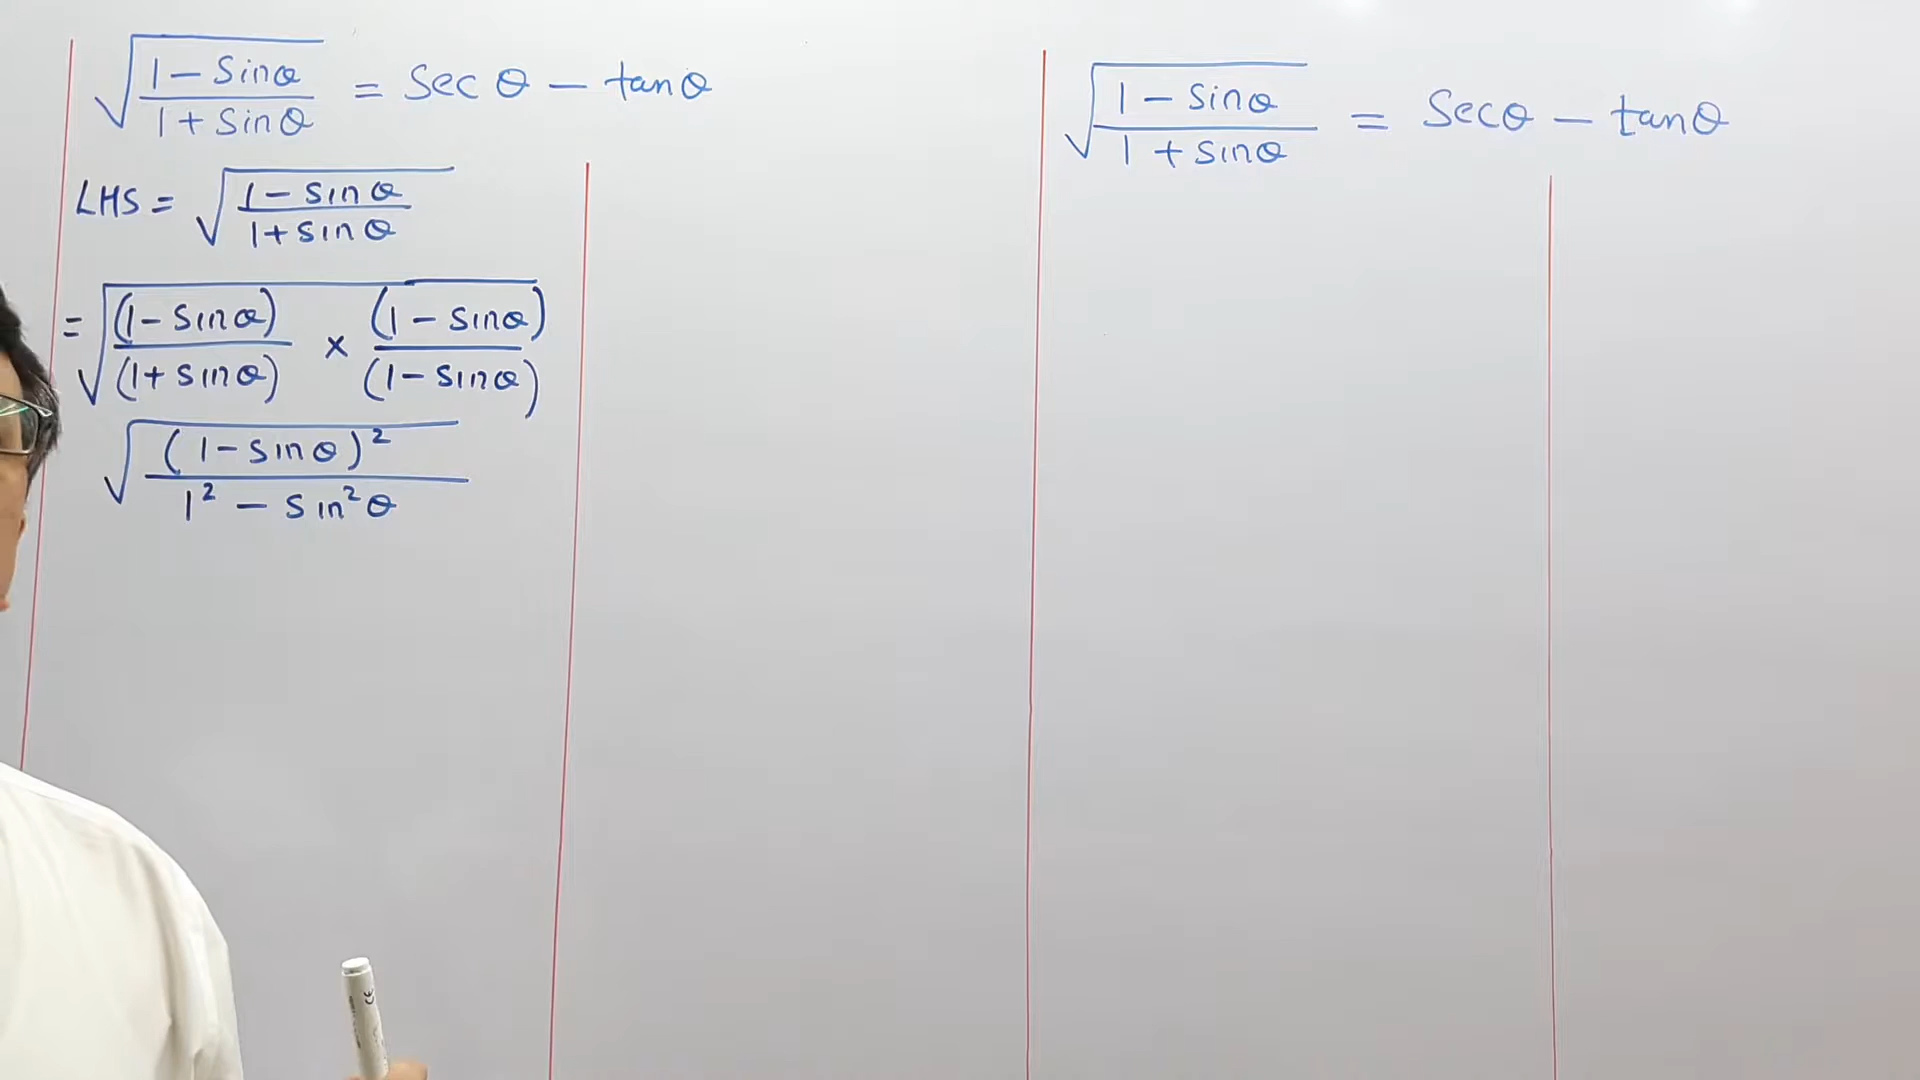 √((1 - Sinθ)/(1 + Sinθ)) = Sec θ - tanθ
LHS = √((1 - Sinθ)/(1 + Sinθ))
= √((1 - Sinθ)/(1 + Sinθ) × (1 - Sinθ)/(1 - Sinθ))
√((1 - Sinθ)²/(1² - Sin²θ))
√((1 - Sinθ)/(1 + Sinθ)) = Secθ - tanθ
CE